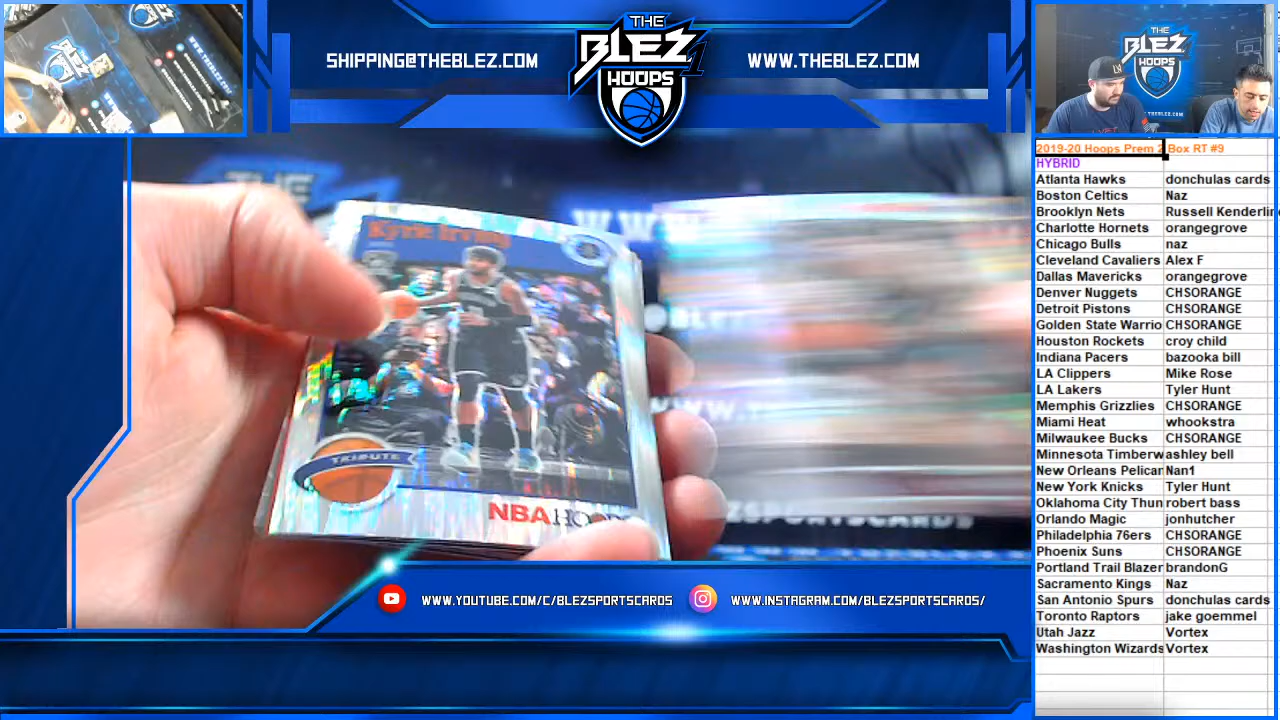 SHIPPING@THEBLEZ.COM
THE
BLEZ
HOOPS
1
WWW.THEBLEZ.COM
Kyrie Irving
TRIBUTE
NBA HOOPS
WWW.YOUTUBE.COM/C/BLEZSPORTSCARDS
WWW.INSTAGRAM.COM/BLEZSPORTSCARDS/
2019-20 Hoops Prem 2 Box RT #9
HYBRID
Atlanta Hawks donchulas cards
Boston Celtics Naz
Brooklyn Nets Russell Kenderlin
Charlotte Hornets orangegrove
Chicago Bulls naz
Cleveland Cavaliers Alex F
Dallas Mavericks orangegrove
Denver Nuggets CHSORANGE
Detroit Pistons CHSORANGE
Golden State Warrio CHSORANGE
Houston Rockets croy child
Indiana Pacers bazooka bill
LA Clippers Mike Rose
LA Lakers Tyler Hunt
Memphis Grizzlies CHSORANGE
Miami Heat whookstra
Milwaukee Bucks CHSORANGE
Minnesota Timberw ashley bell
New Orleans Pelican Nan1
New York Knicks Tyler Hunt
Oklahoma City Thun robert bass
Orlando Magic jonhutcher
Philadelphia 76ers CHSORANGE
Phoenix Suns CHSORANGE
Portland Trail Blazer brandonG
Sacramento Kings Naz
San Antonio Spurs donchulas cards
Toronto Raptors jake goemmel
Utah Jazz Vortex
Washington Wizards Vortex